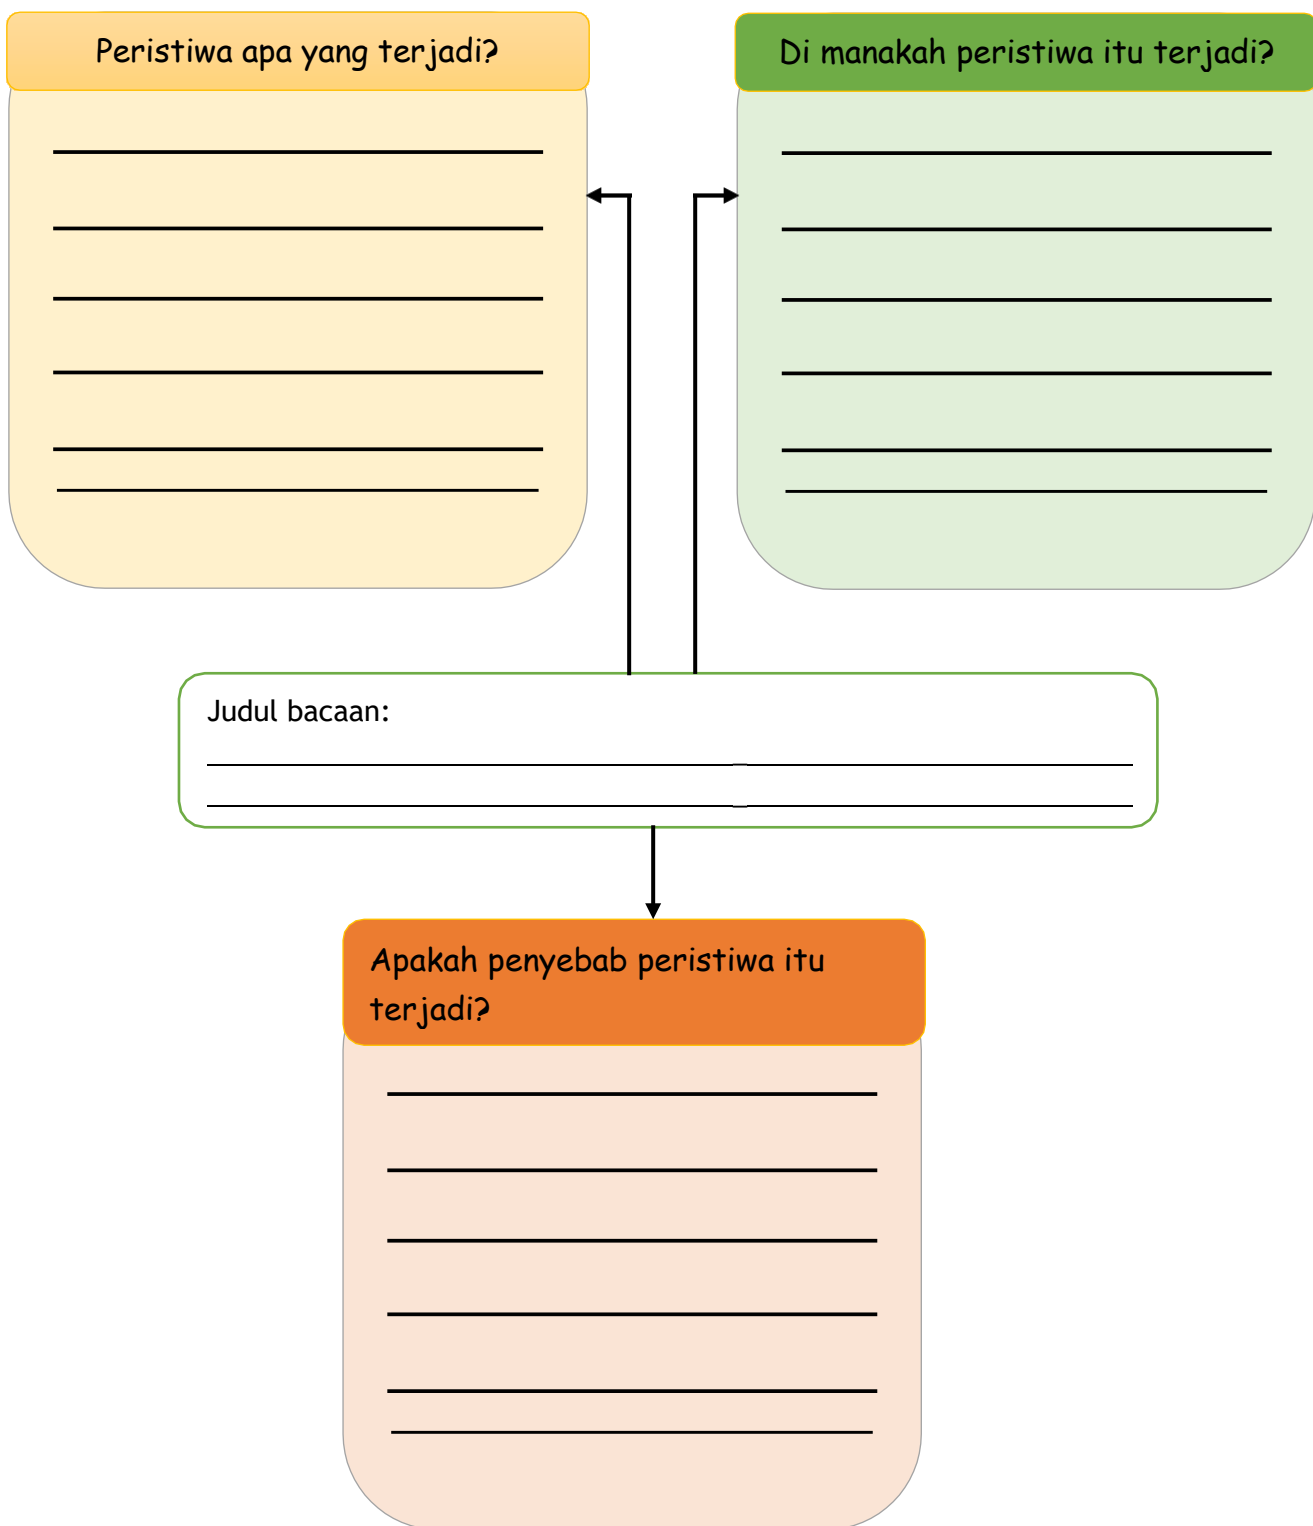 Peristiwa apa yang terjadi?
Di manakah peristiwa itu terjadi?
Judul bacaan:
Apakah penyebab peristiwa itu
terjadi?